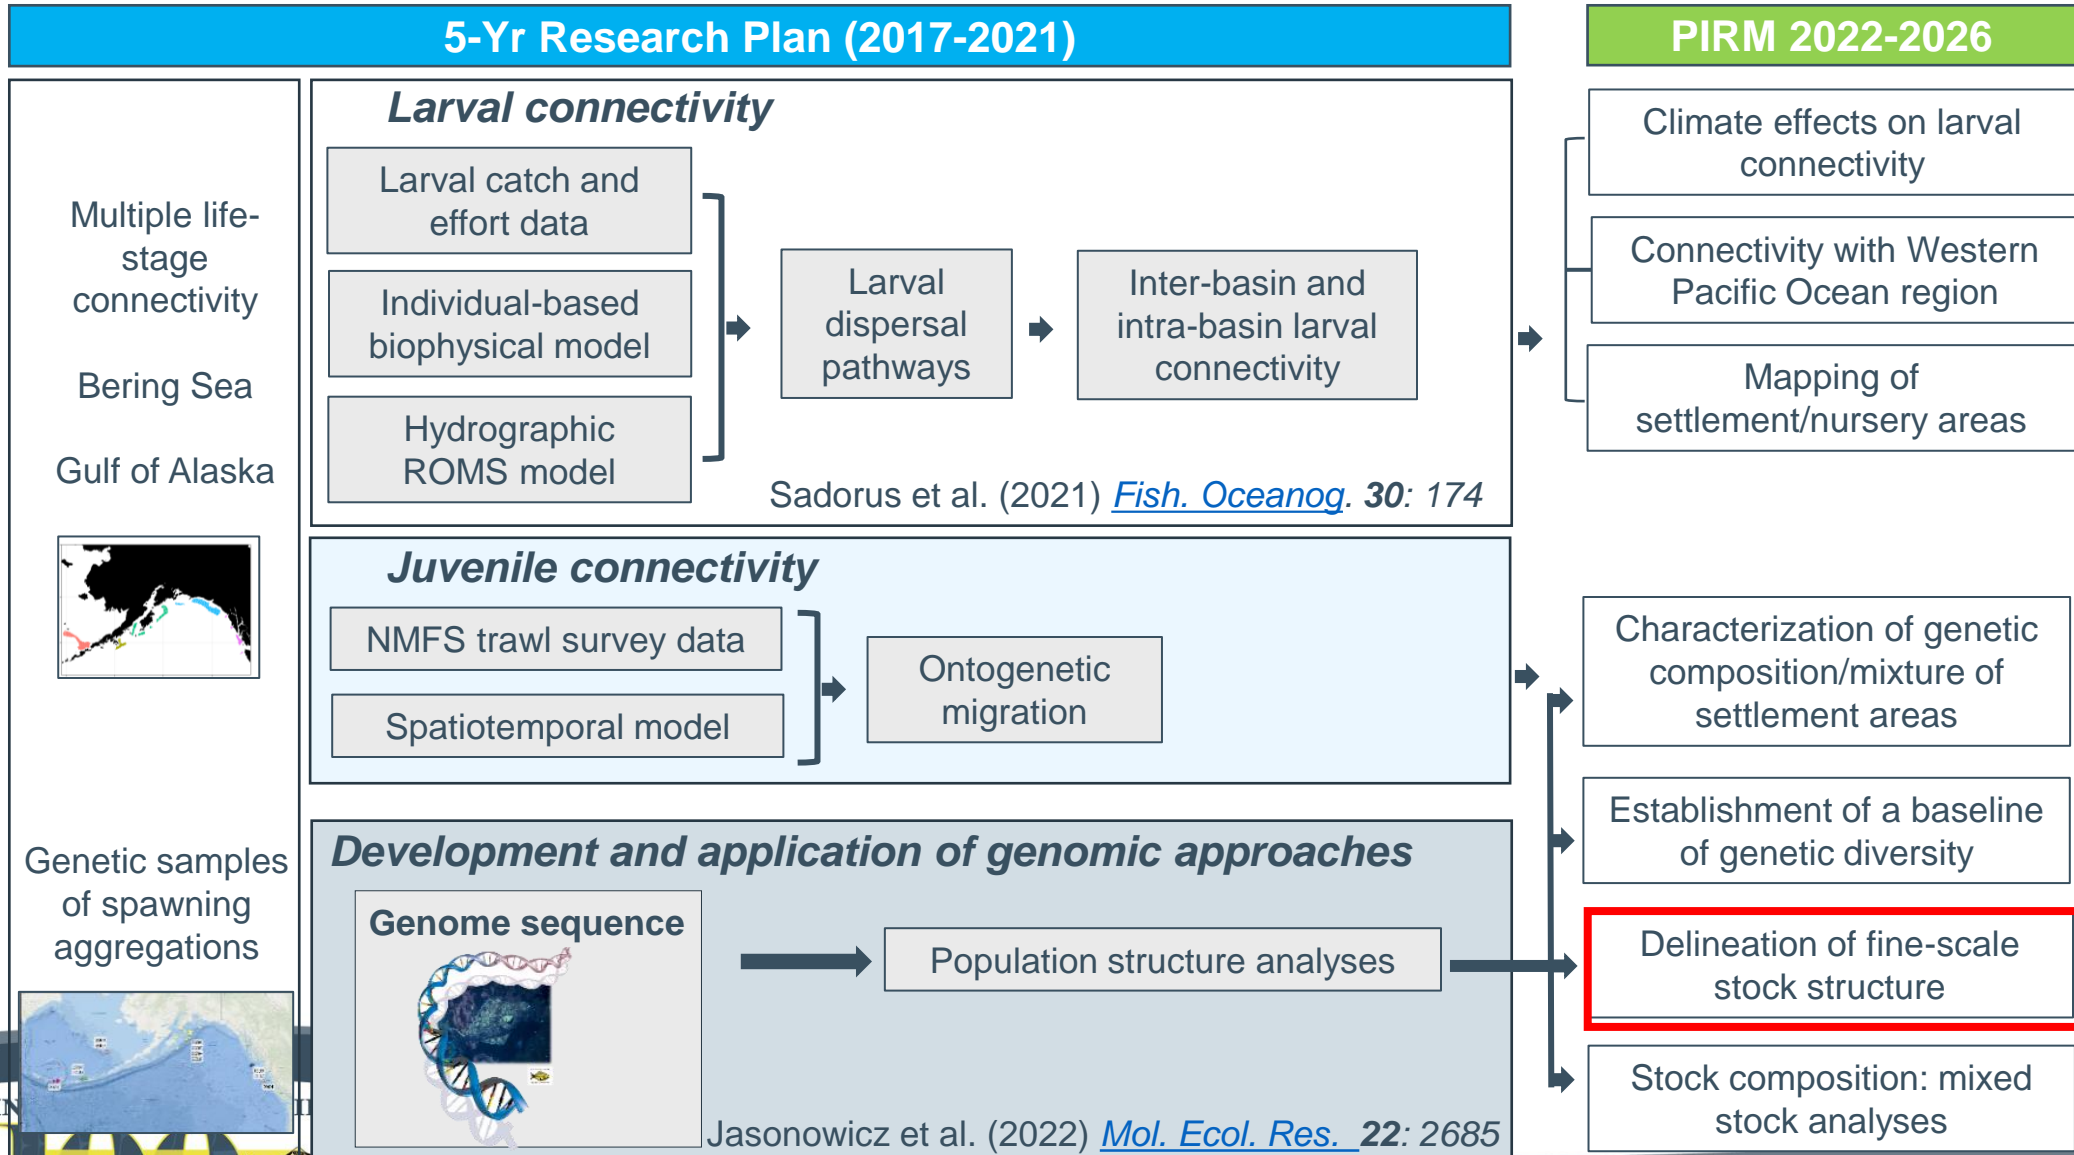 5-Yr Research Plan (2017-2021)
PIRM 2022-2026
Multiple life-
stage
connectivity
Bering Sea
Gulf of Alaska
Genetic samples
of spawning
aggregations
Larval connectivity
Larval catch and
effort data
Individual-based
biophysical model
Hydrographic
ROMS model
Larval
dispersal
pathways
Inter-basin and
intra-basin larval
connectivity
Sadorus et al. (2021) Fish. Oceanog. 30: 174
Juvenile connectivity
NMFS trawl survey data
Spatiotemporal model
Ontogenetic
migration
Development and application of genomic approaches
Genome sequence
Population structure analyses
Jasonowicz et al. (2022) Mol. Ecol. Res. 22: 2685
Climate effects on larval
connectivity
Connectivity with Western
Pacific Ocean region
Mapping of
settlement/nursery areas
Characterization of genetic
composition/mixture of
settlement areas
Establishment of a baseline
of genetic diversity
Delineation of fine-scale
stock structure
Stock composition: mixed
stock analyses